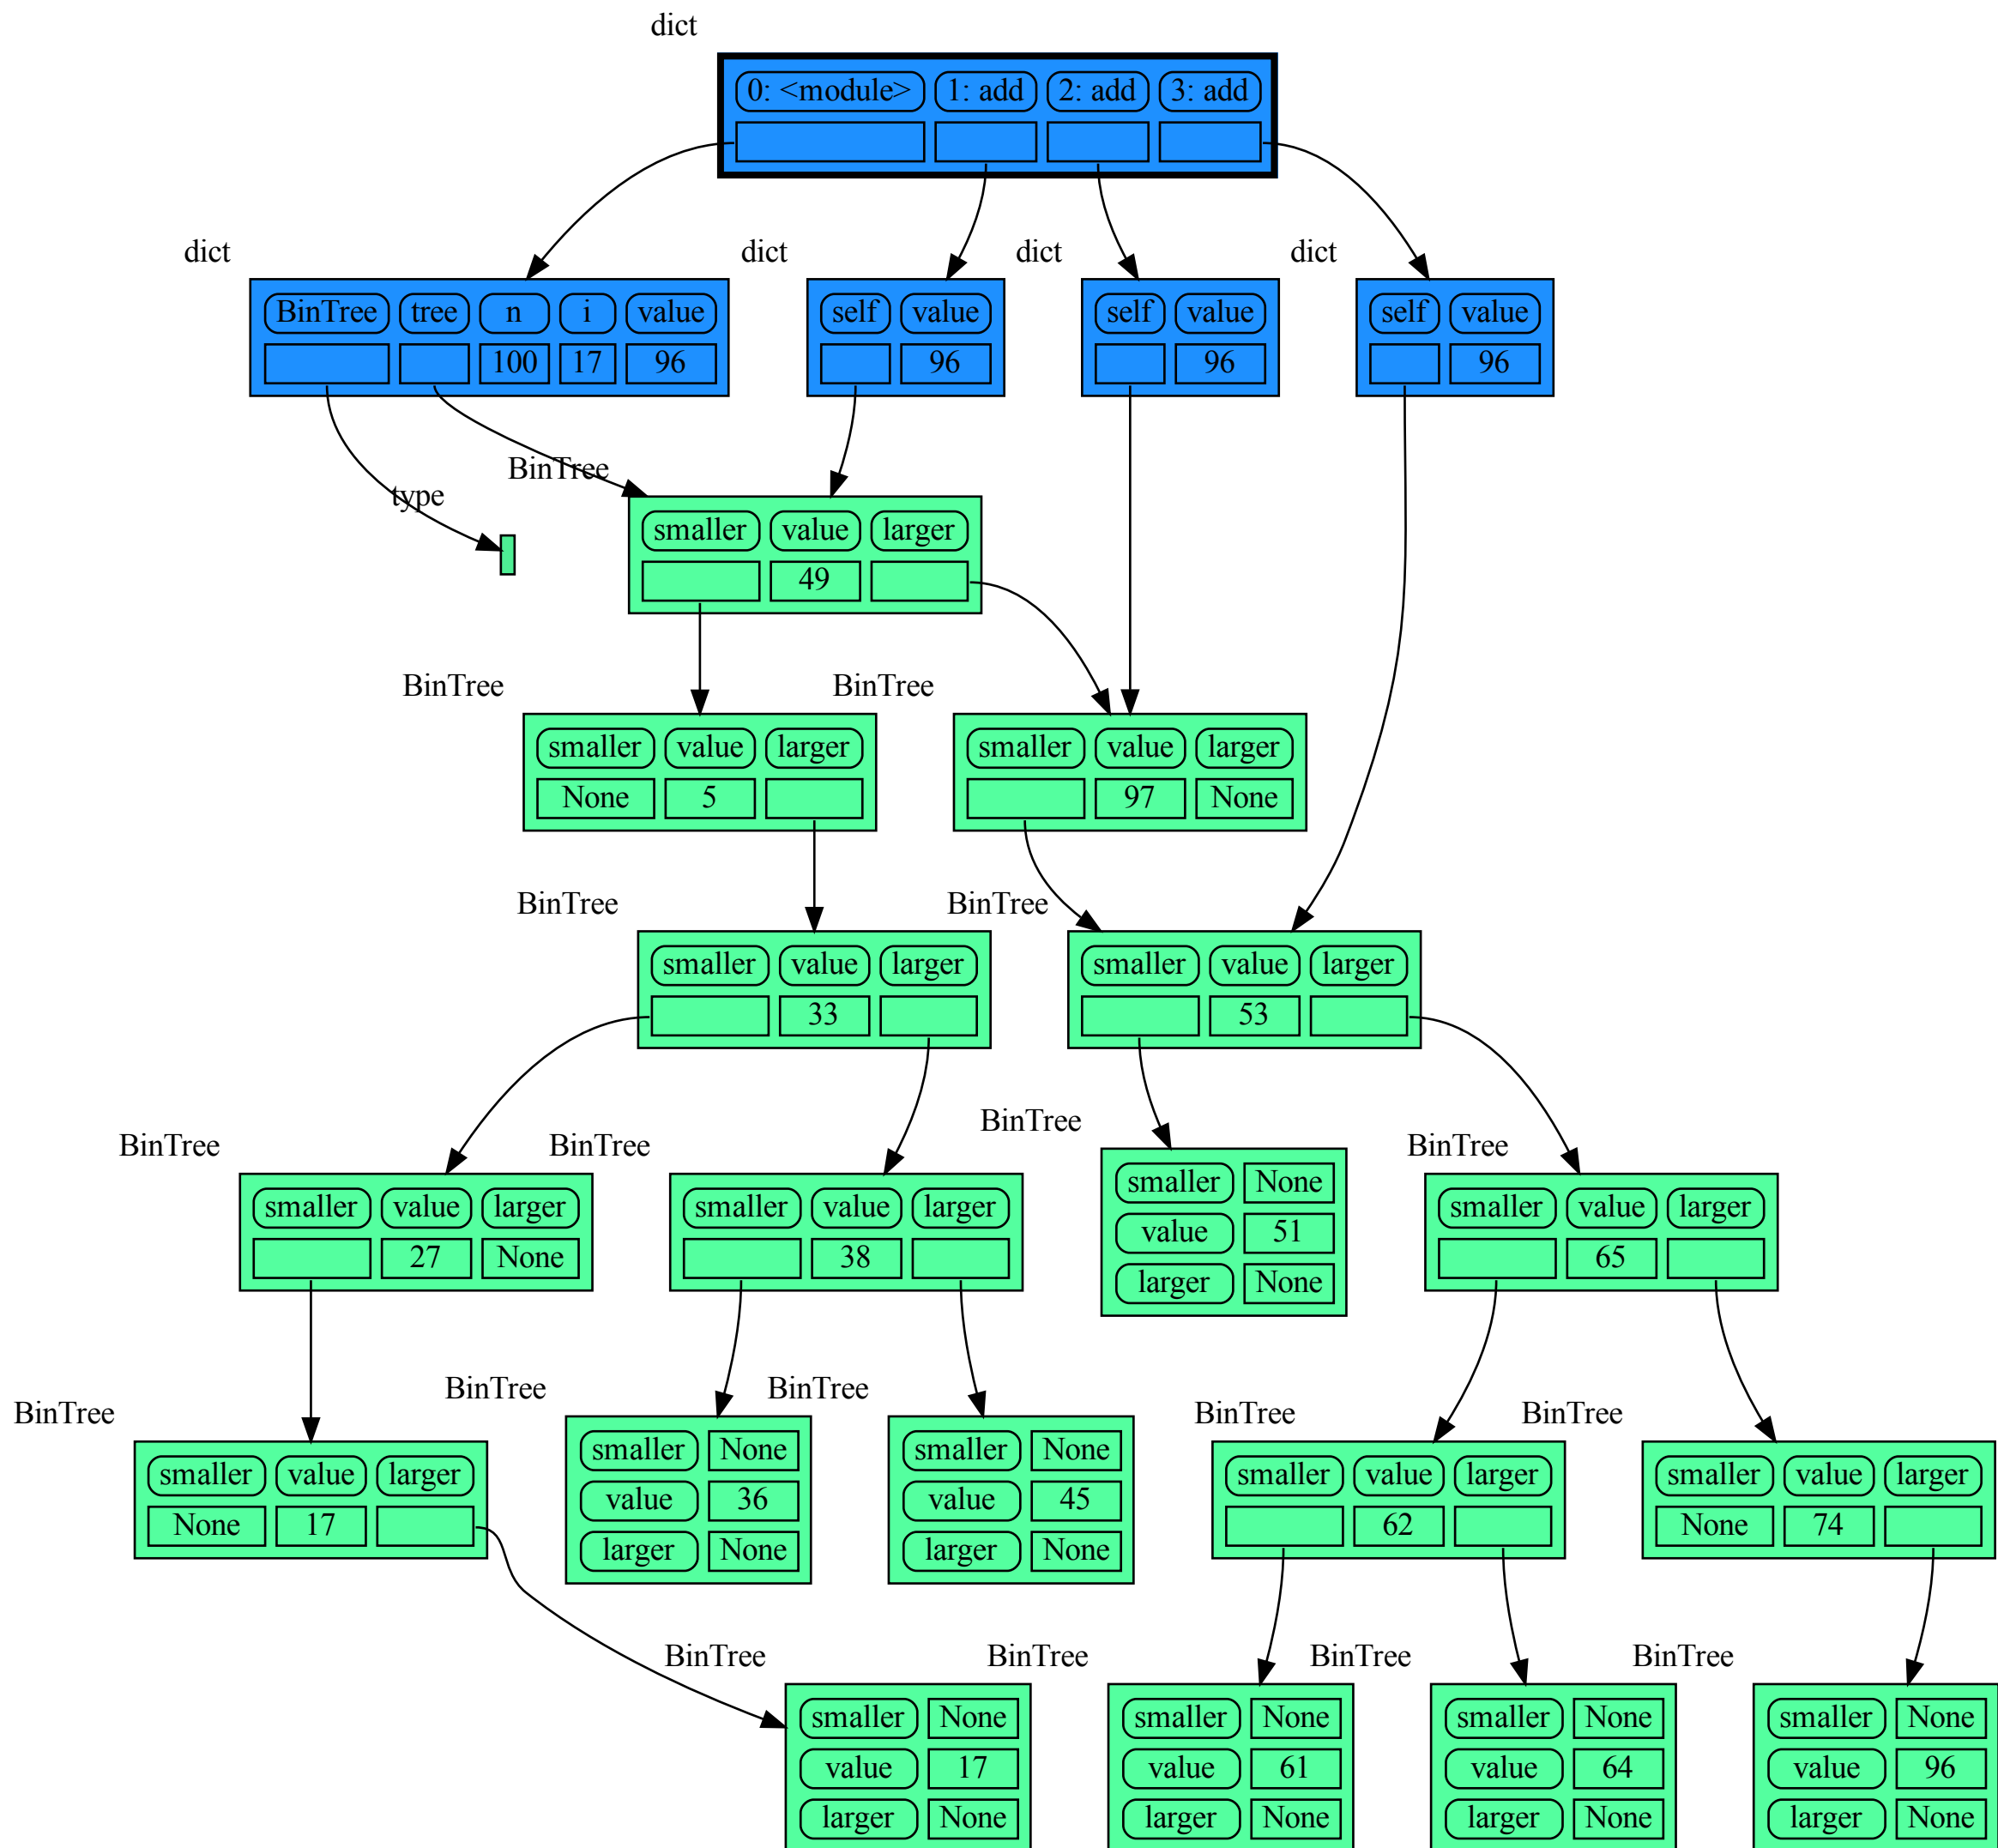 dict
0: <module> 1: add 2: add 3: add
dict dict dict dict
BinTree tree n i value self value self value self value
100 17 96 96 96 96
BinTree
type
smaller value larger
49
BinTree BinTree
smaller value larger smaller value larger
None 5 97 None
BinTree BinTree
smaller value larger smaller value larger
33 53
BinTree
BinTree BinTree BinTree
smaller None
smaller value larger smaller value larger smaller value larger
value 51
27 None 38 65
larger None
BinTree BinTree
BinTree BinTree BinTree
smaller None smaller None
smaller value larger smaller value larger smaller value larger
value 36 value 45
None 17 62 None 74
larger None larger None
BinTree BinTree BinTree BinTree
smaller None smaller None smaller None smaller None
value 17 value 61 value 64 value 96
larger None larger None larger None larger None